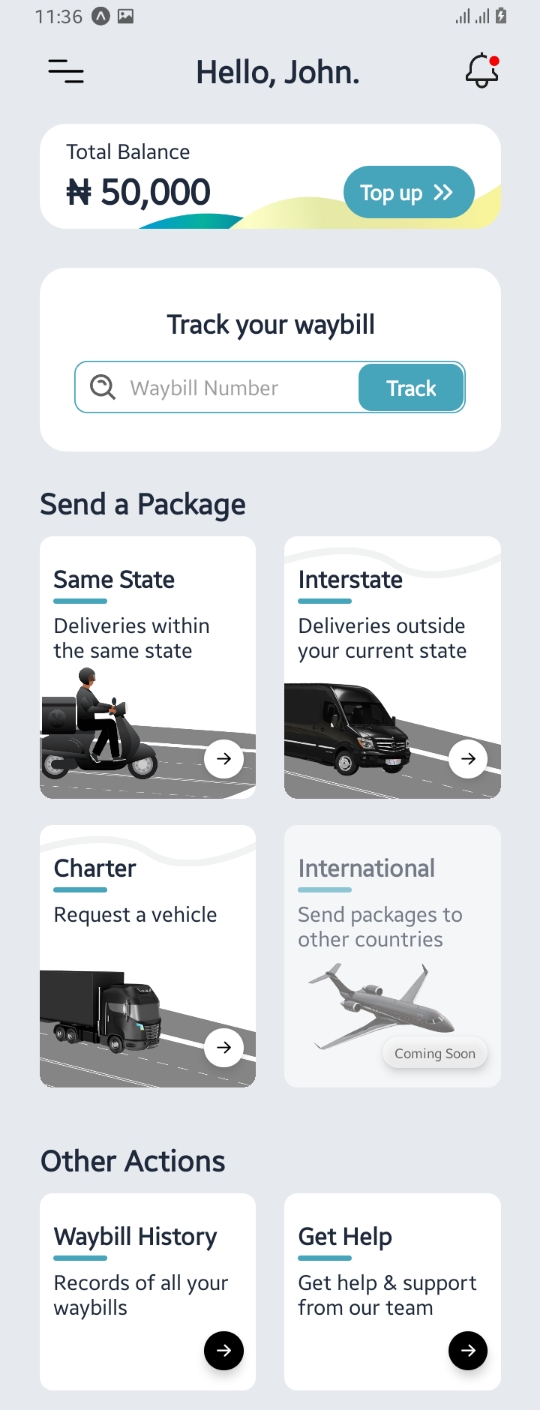 11:36
Hello, John.
Total Balance
₦ 50,000
Top up
Track your waybill
Waybill Number
Track
Send a Package
Same State
Deliveries within
the same state
Interstate
Deliveries outside
your current state
Charter
Request a vehicle
International
Send packages to
other countries
Coming Soon
Other Actions
Waybill History
Records of all your
waybills
Get Help
Get help & support
from our team